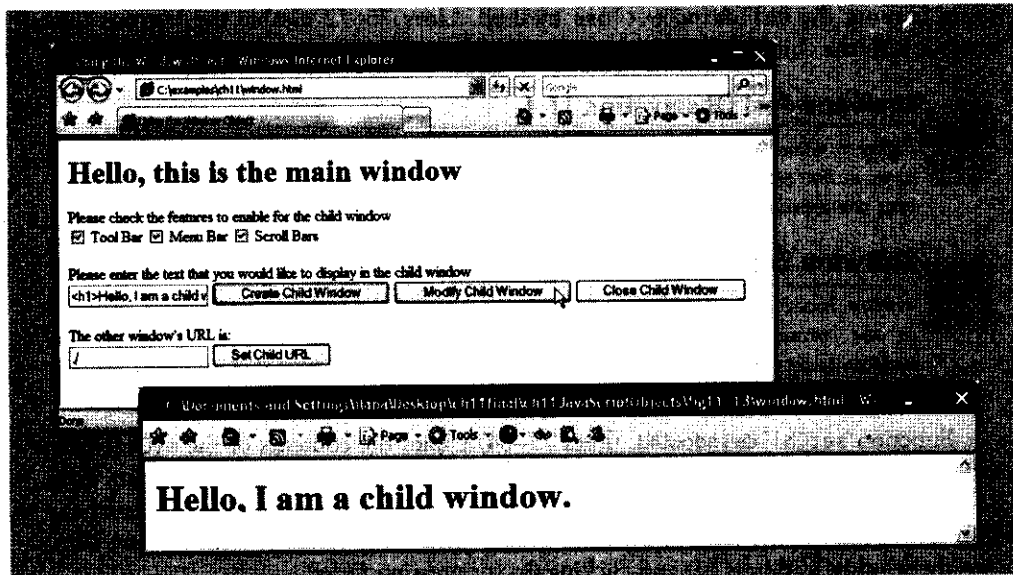 Windows Internet Explorer
C:\examples\ch11\window.html
Google
Page Tools
Hello, this is the main window
Please check the features to enable for the child window
Tool Bar Menu Bar Scroll Bars
Please enter the text that you would like to display in the child window
<h1>Hello, I am a child Create Child Window Modify Child Window Close Child Window
The other window's URL is:
./ Set Child URL
Done
Page Tools
Hello, I am a child window.